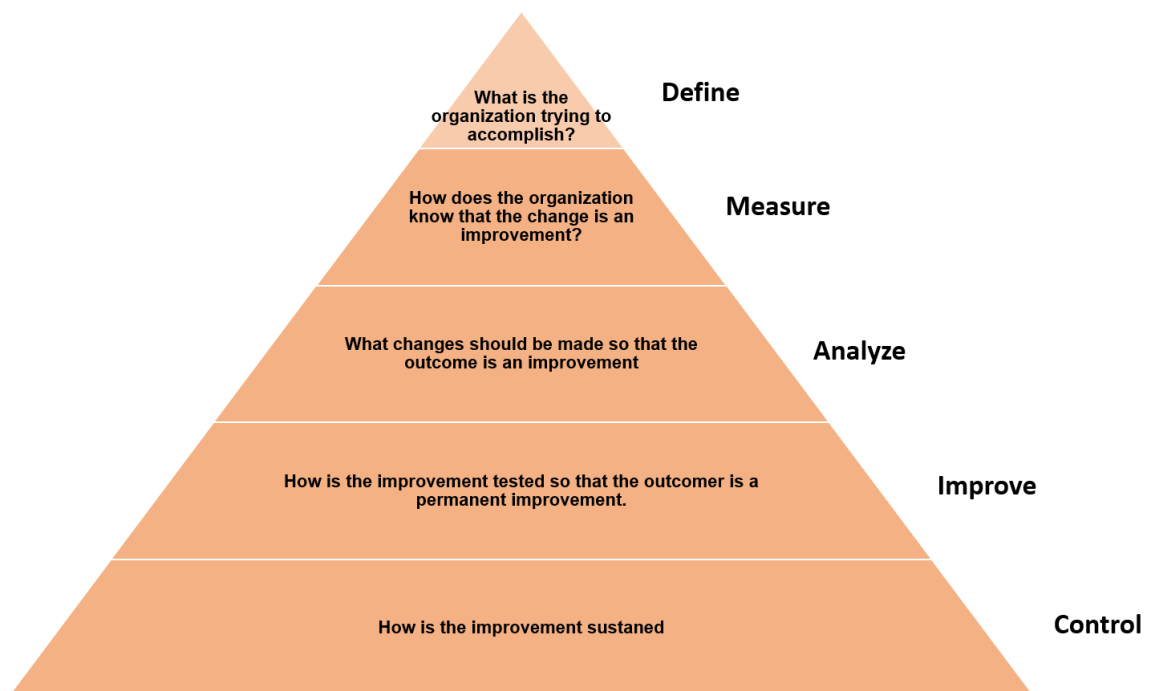 What is the
organization trying to
accomplish?
Define
How does the organization
know that the change is an
improvement?
Measure
What changes should be made so that the
outcome is an improvement
Analyze
How is the improvement tested so that the outcomer is a
permanent improvement.
Improve
How is the improvement sustaned
Control